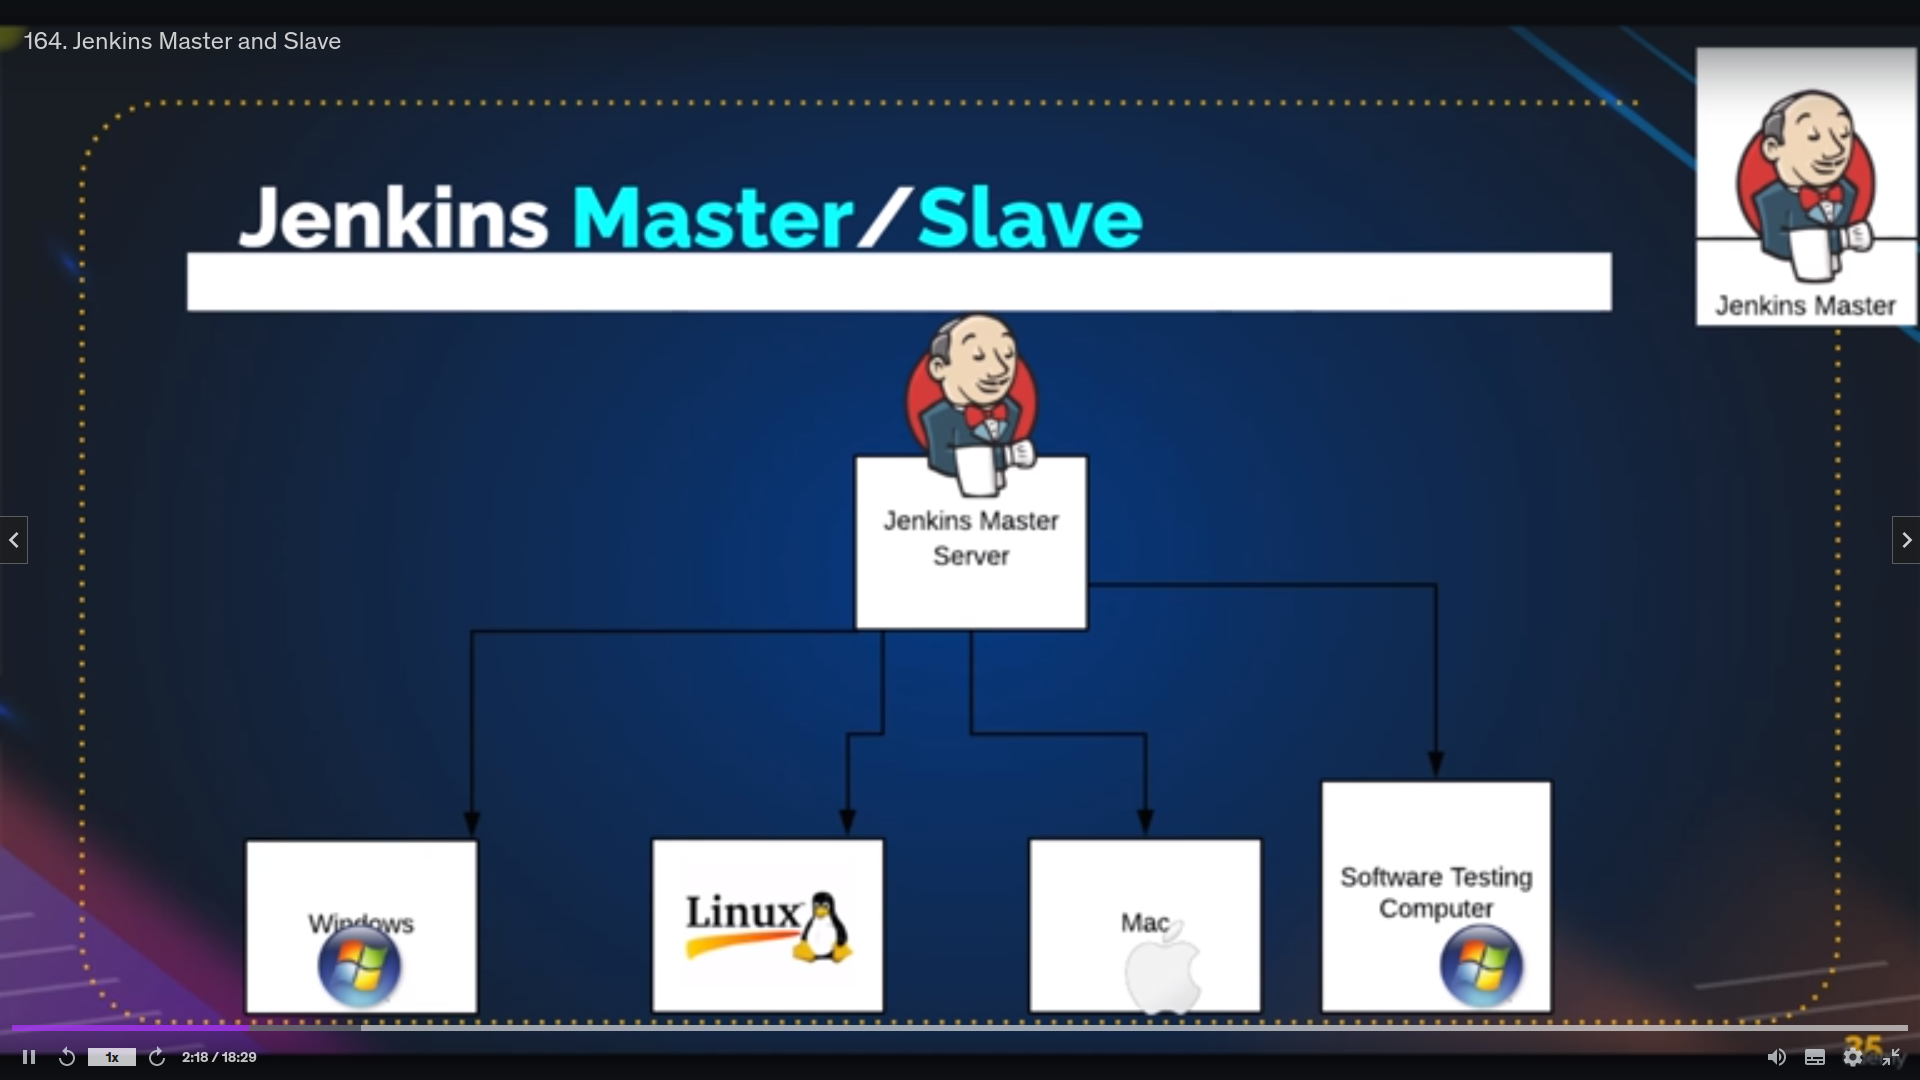 164. Jenkins Master and Slave
Jenkins Master/Slave
Jenkins Master
Jenkins Master
Server
Windows
Linux
Mac
Software Testing
Computer
1x
2:18 / 18:29
35